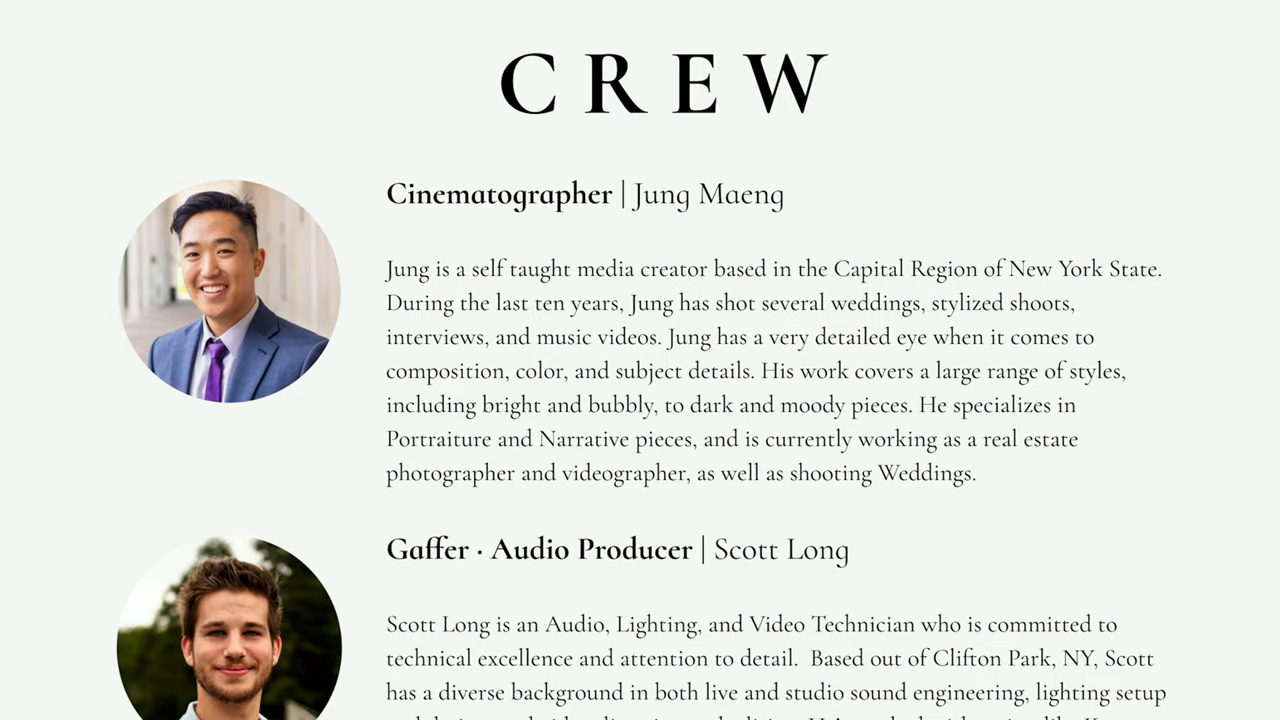 CREW
Cinematographer | Jung Maeng
Jung is a self taught media creator based in the Capital Region of New York State.
During the last ten years, Jung has shot several weddings, stylized shoots,
interviews, and music videos. Jung has a very detailed eye when it comes to
composition, color, and subject details. His work covers a large range of styles,
including bright and bubbly, to dark and moody pieces. He specializes in
Portraiture and Narrative pieces, and is currently working as a real estate
photographer and videographer, as well as shooting Weddings.
Gaffer · Audio Producer | Scott Long
Scott Long is an Audio, Lighting, and Video Technician who is committed to
technical excellence and attention to detail.  Based out of Clifton Park, NY, Scott
has a diverse background in both live and studio sound engineering, lighting setup